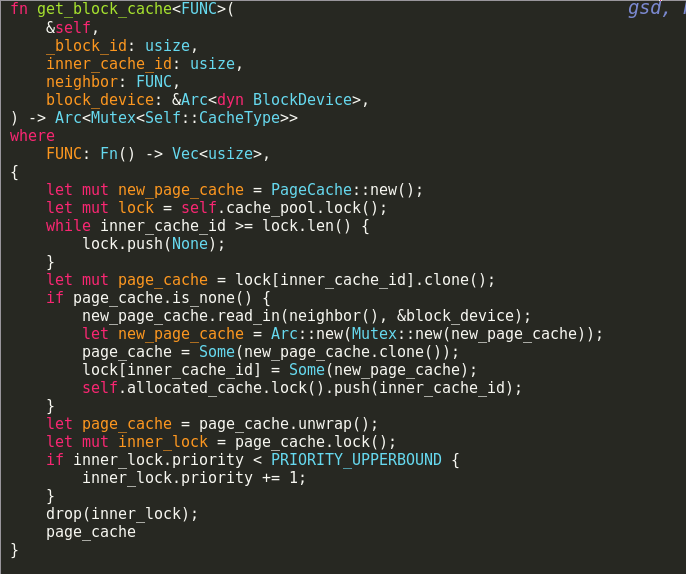 fn get_block_cache<FUNC>(
gsd,
    &self,
    _block_id: usize,
    inner_cache_id: usize,
    neighbor: FUNC,
    block_device: &Arc<dyn BlockDevice>,
) -> Arc<Mutex<Self::CacheType>>
where
    FUNC: Fn() -> Vec<usize>,
{
    let mut new_page_cache = PageCache::new();
    let mut lock = self.cache_pool.lock();
    while inner_cache_id >= lock.len() {
        lock.push(None);
    }
    let mut page_cache = lock[inner_cache_id].clone();
    if page_cache.is_none() {
        new_page_cache.read_in(neighbor(), &block_device);
        let new_page_cache = Arc::new(Mutex::new(new_page_cache));
        page_cache = Some(new_page_cache.clone());
        lock[inner_cache_id] = Some(new_page_cache);
        self.allocated_cache.lock().push(inner_cache_id);
    }
    let page_cache = page_cache.unwrap();
    let mut inner_lock = page_cache.lock();
    if inner_lock.priority < PRIORITY_UPPERBOUND {
        inner_lock.priority += 1;
    }
    drop(inner_lock);
    page_cache
}